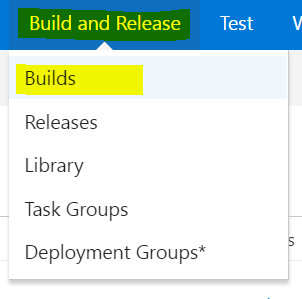 Build and Release Test
Builds
Releases
Library
Task Groups
Deployment Groups*